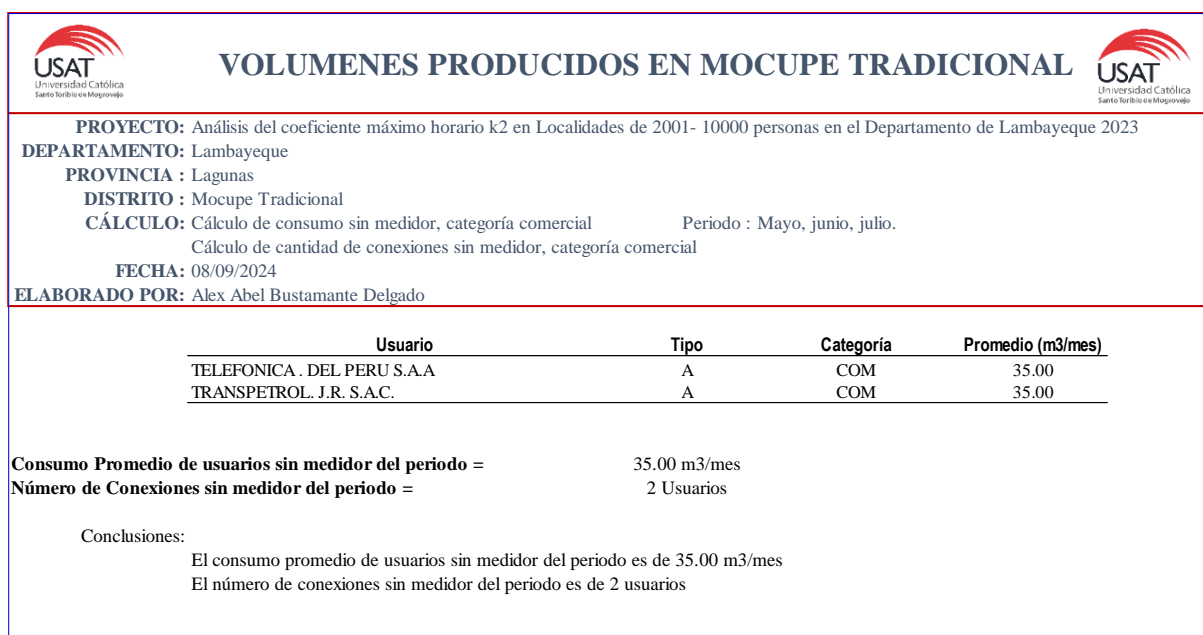 USAT
Universidad Católica
Santo Toribio de Mogrovejo
VOLUMENES PRODUCIDOS EN MOCUPE TRADICIONAL
USAT
Universidad Católica
Santo Toribio de Mogrovejo
PROYECTO: Análisis del coeficiente máximo horario k2 en Localidades de 2001- 10000 personas en el Departamento de Lambayeque 2023
DEPARTAMENTO: Lambayeque
PROVINCIA : Lagunas
DISTRITO : Mocupe Tradicional
CÁLCULO: Cálculo de consumo sin medidor, categoría comercial Periodo : Mayo, junio, julio.
Cálculo de cantidad de conexiones sin medidor, categoría comercial
FECHA: 08/09/2024
ELABORADO POR: Alex Abel Bustamante Delgado
Usuario Tipo Categoría Promedio (m3/mes)
TELEFONICA . DEL PERU S.A.A A COM 35.00
TRANSPETROL. J.R. S.A.C. A COM 35.00
Consumo Promedio de usuarios sin medidor del periodo = 35.00 m3/mes
Número de Conexiones sin medidor del periodo = 2 Usuarios
Conclusiones:
El consumo promedio de usuarios sin medidor del periodo es de 35.00 m3/mes
El número de conexiones sin medidor del periodo es de 2 usuarios